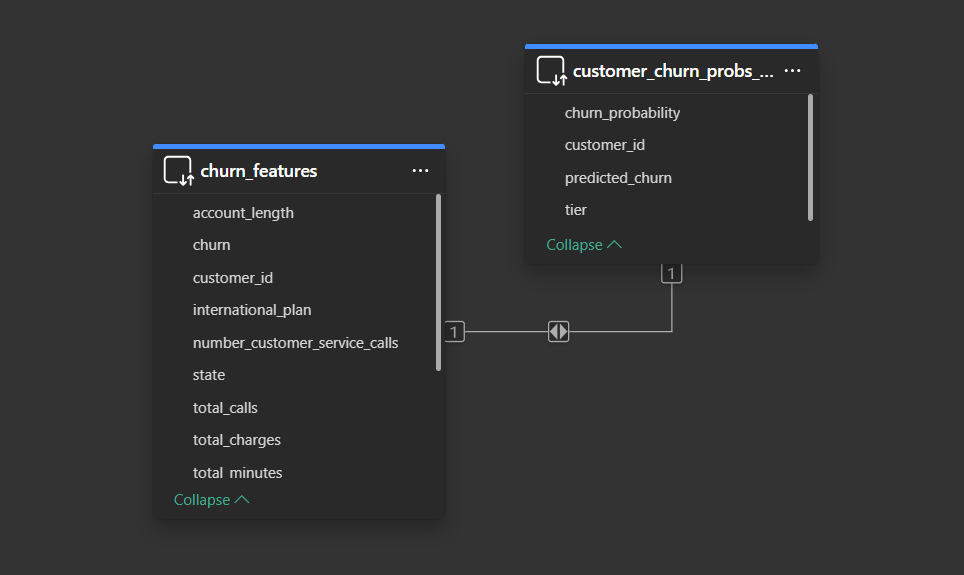 customer_churn_probs_... ...
churn_probability
customer_id
predicted_churn
tier
Collapse
1
churn_features ...
account_length
churn
customer_id
international_plan
number_customer_service_calls
state
total_calls
total_charges
total_minutes
Collapse
1